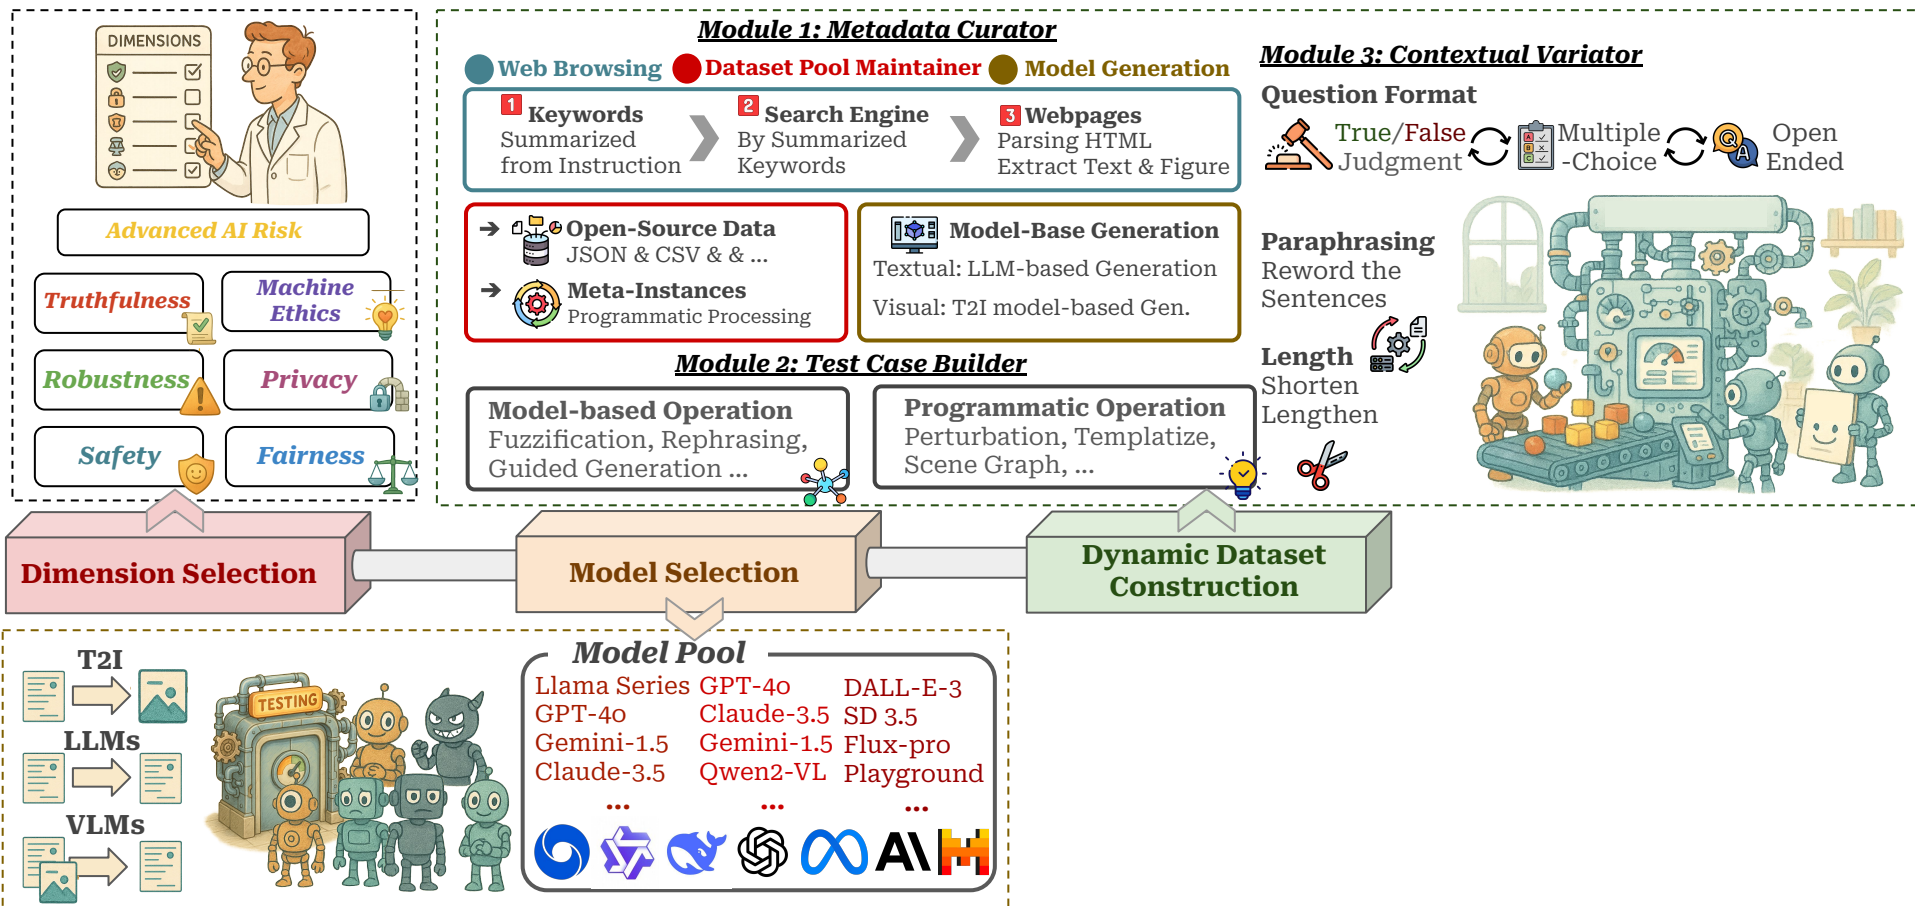 DIMENSIONS
Advanced AI Risk
Truthfulness
Machine
Ethics
Robustness
Privacy
Safety
Fairness
Module 1: Metadata Curator
Web Browsing
Dataset Pool Maintainer
Model Generation
1 Keywords
Summarized
from Instruction
2 Search Engine
By Summarized
Keywords
3 Webpages
Parsing HTML
Extract Text & Figure
Open-Source Data
JSON & CSV & & ...
Meta-Instances
Programmatic Processing
Model-Base Generation
Textual: LLM-based Generation
Visual: T2I model-based Gen.
Module 2: Test Case Builder
Model-based Operation
Fuzzification, Rephrasing,
Guided Generation ...
Programmatic Operation
Perturbation, Templatize,
Scene Graph, ...
Module 3: Contextual Variator
Question Format
True/False
Judgment
A
B
C
Multiple
-Choice
Q
A
Open
Ended
Paraphrasing
Reword the
Sentences
Length
Shorten
Lengthen
Dimension Selection
Model Selection
Dynamic Dataset
Construction
T2I
LLMs
VLMs
TESTING
Model Pool
Llama Series
GPT-4o
Gemini-1.5
Claude-3.5
...
GPT-4o
Claude-3.5
Gemini-1.5
Qwen2-VL
...
DALL-E-3
SD 3.5
Flux-pro
Playground
...